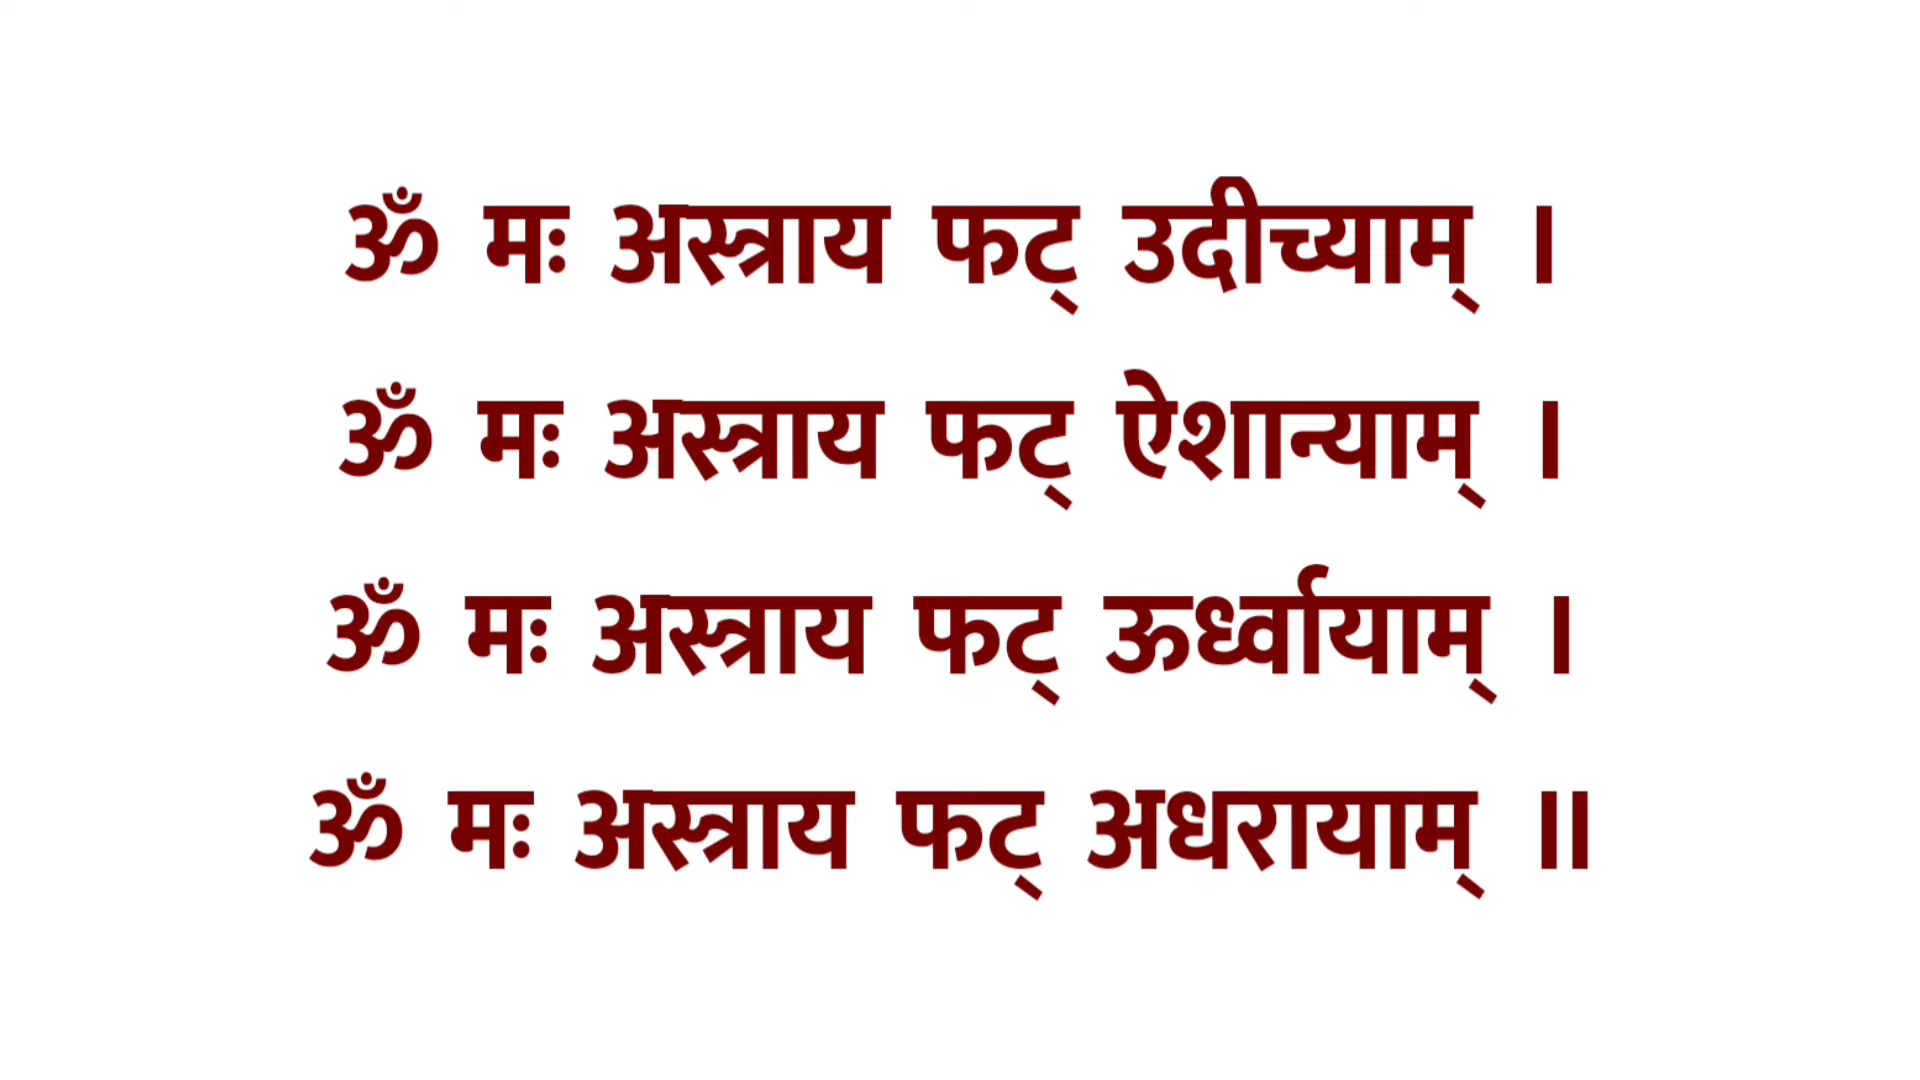 ॐ मः अस्त्राय फट् उदीच्याम् ।
ॐ मः अस्त्राय फट् ऐशान्याम् ।
ॐ मः अस्त्राय फट् ऊर्ध्वायाम् ।
ॐ मः अस्त्राय फट् अधरायाम् ॥